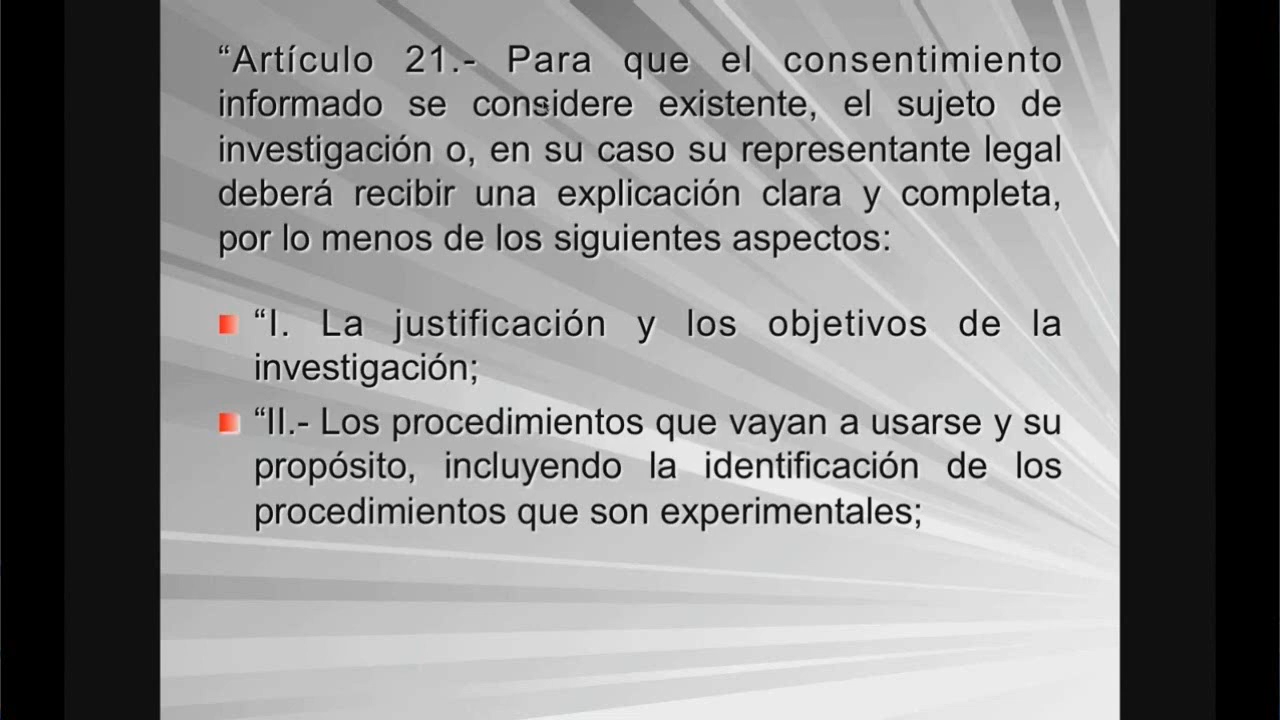 “Artículo 21.- Para que el consentimiento
informado se considere existente, el sujeto de
investigación o, en su caso su representante legal
deberá recibir una explicación clara y completa,
por lo menos de los siguientes aspectos:
“I. La justificación y los objetivos de la
investigación;
“II.- Los procedimientos que vayan a usarse y su
propósito, incluyendo la identificación de los
procedimientos que son experimentales;